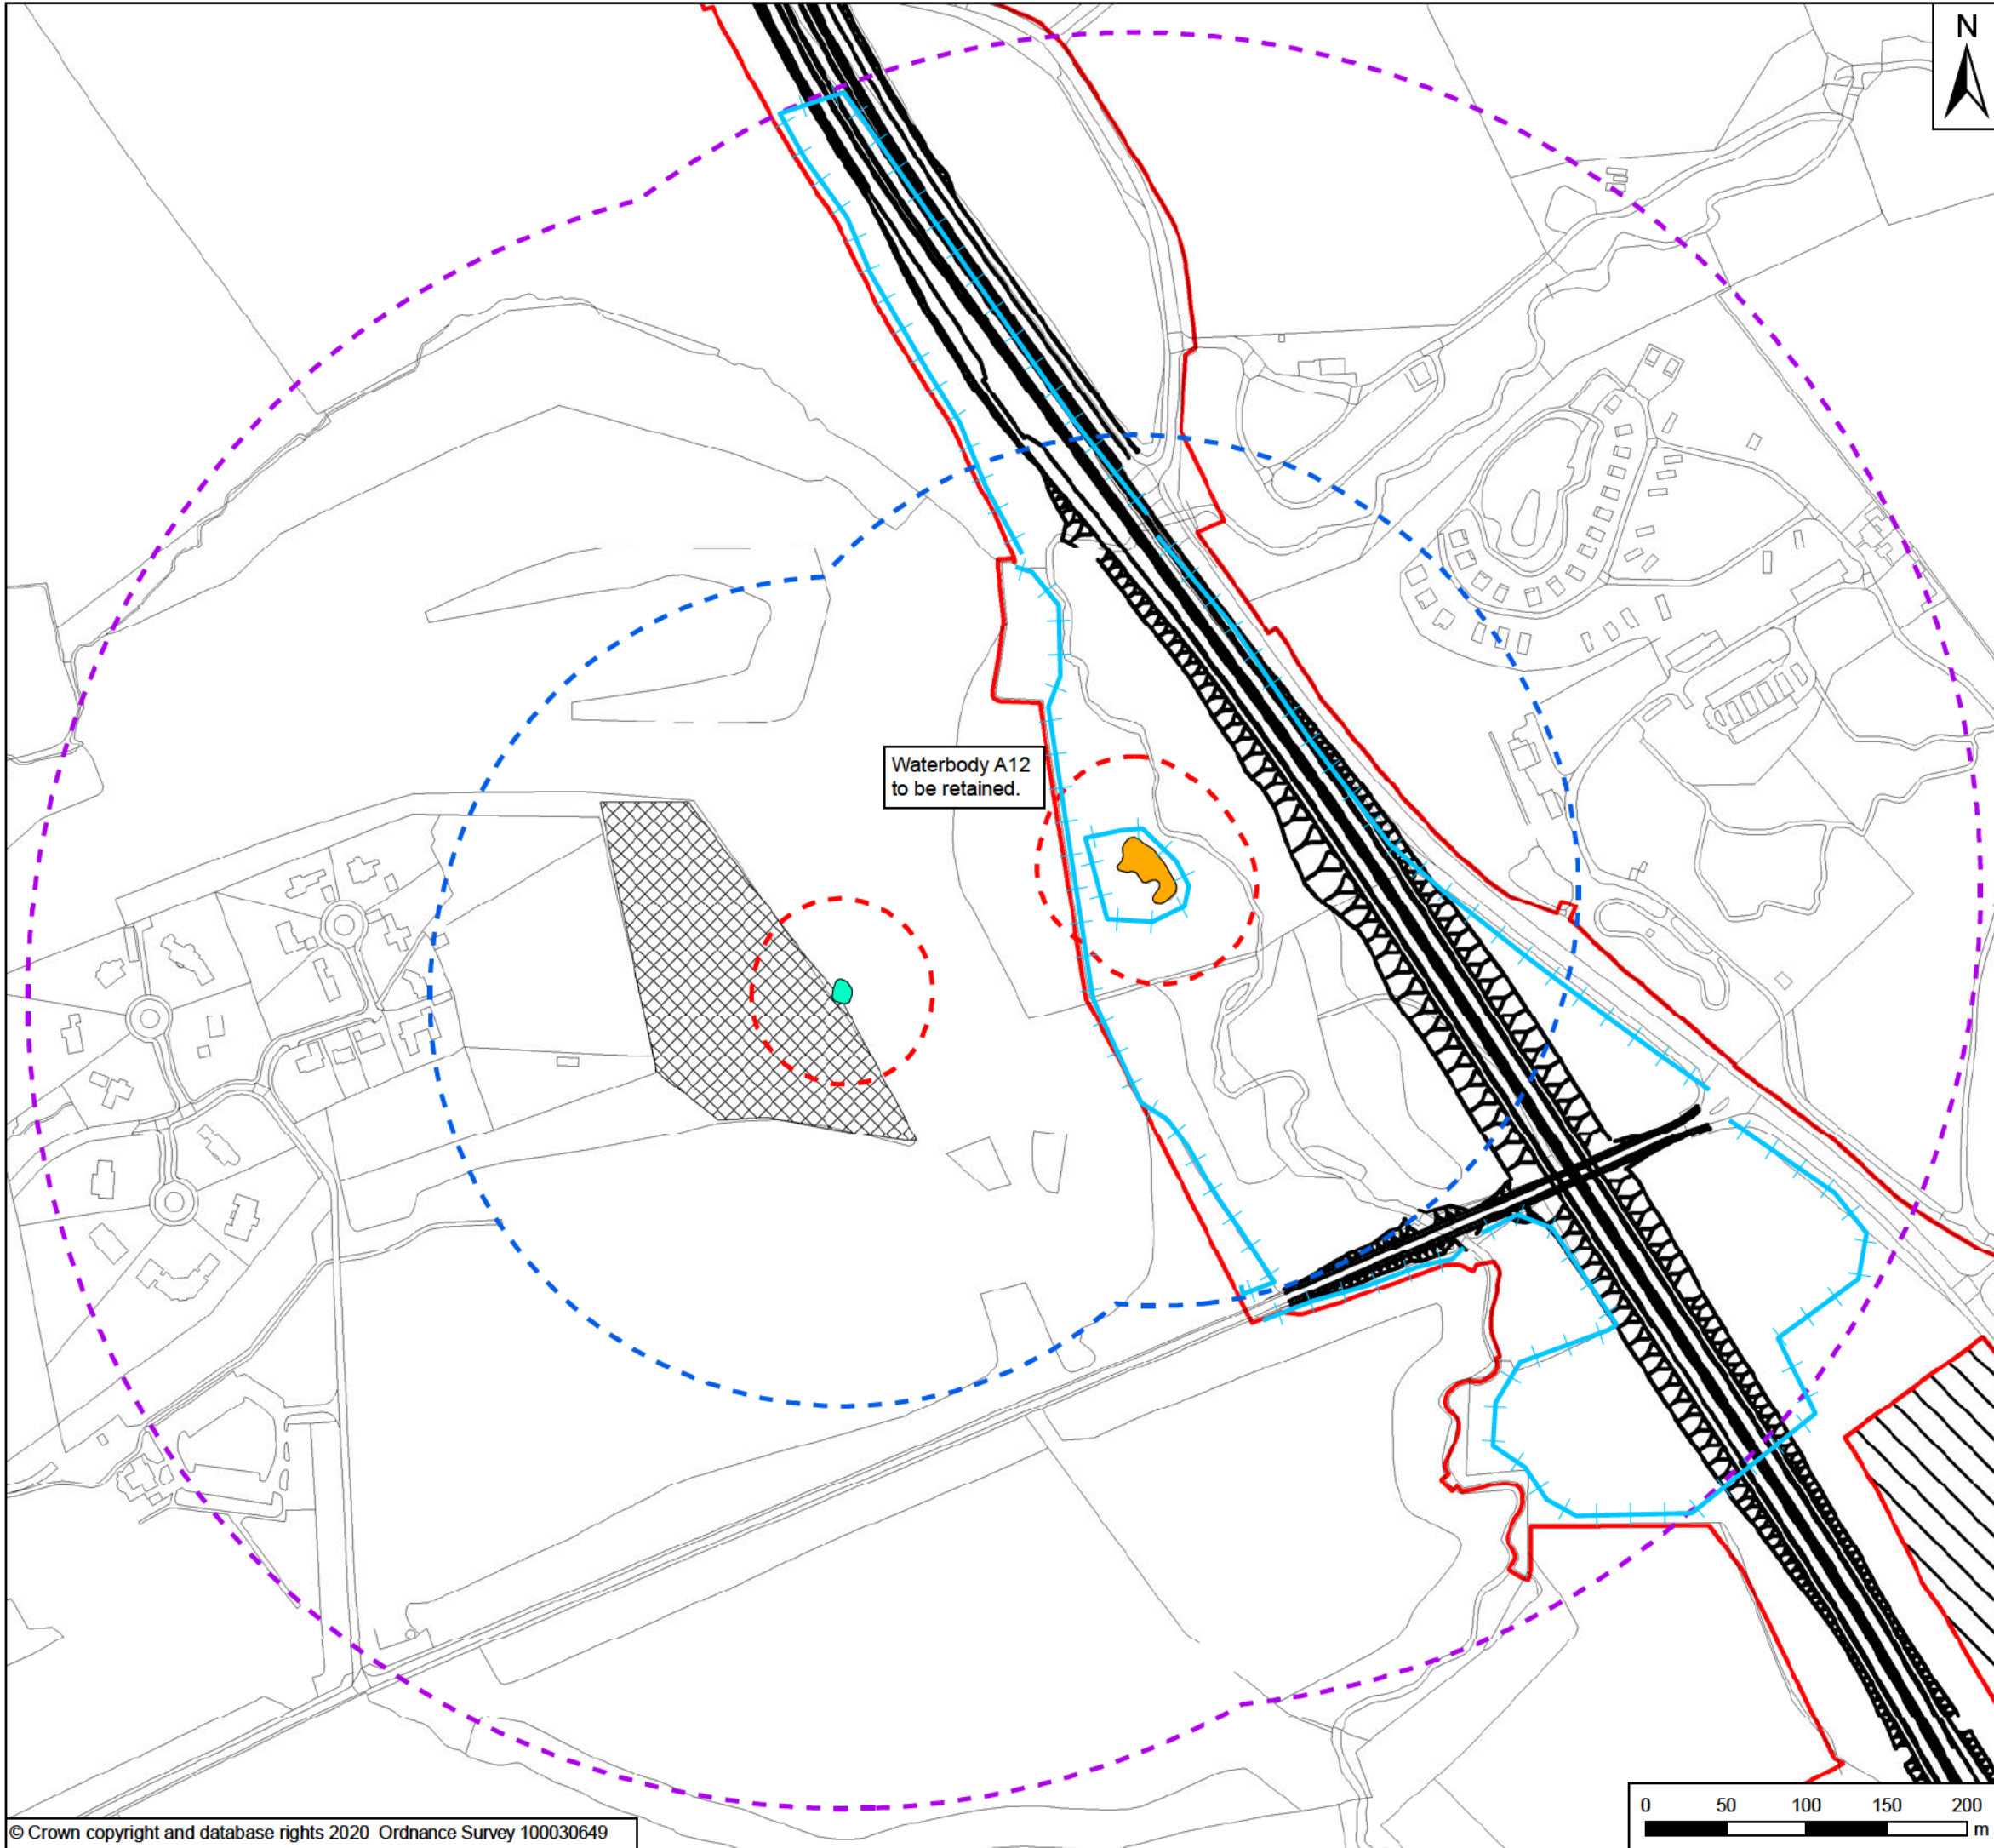 N
Waterbody A12
to be retained.
0 50 100 150 200
m
© Crown copyright and database rights 2020 Ordnance Survey 100030649